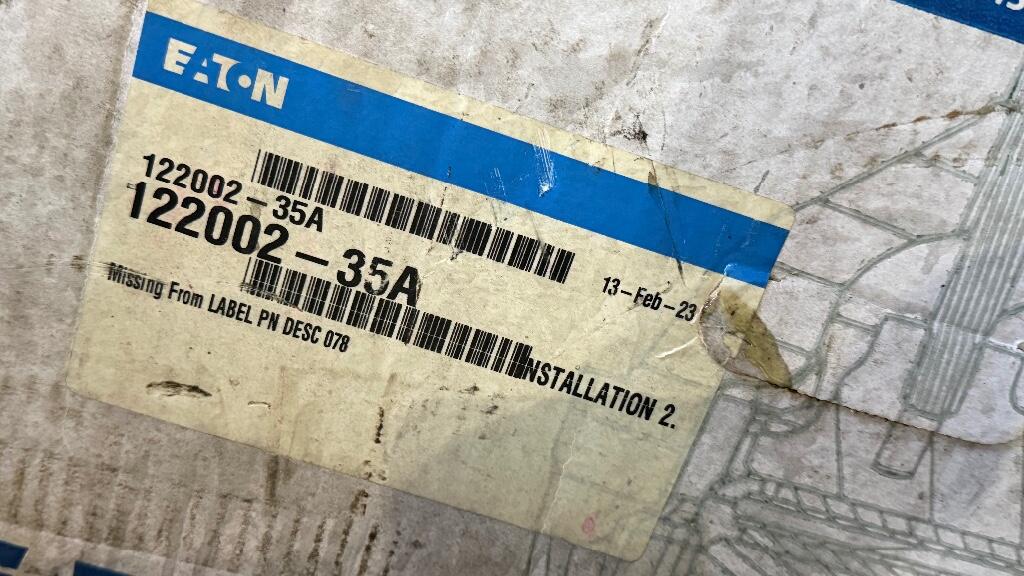 EATON
122002-35A
122002-35A
13-Feb-23
Missing From LABEL PN DESC 078
INSTALLATION 2.